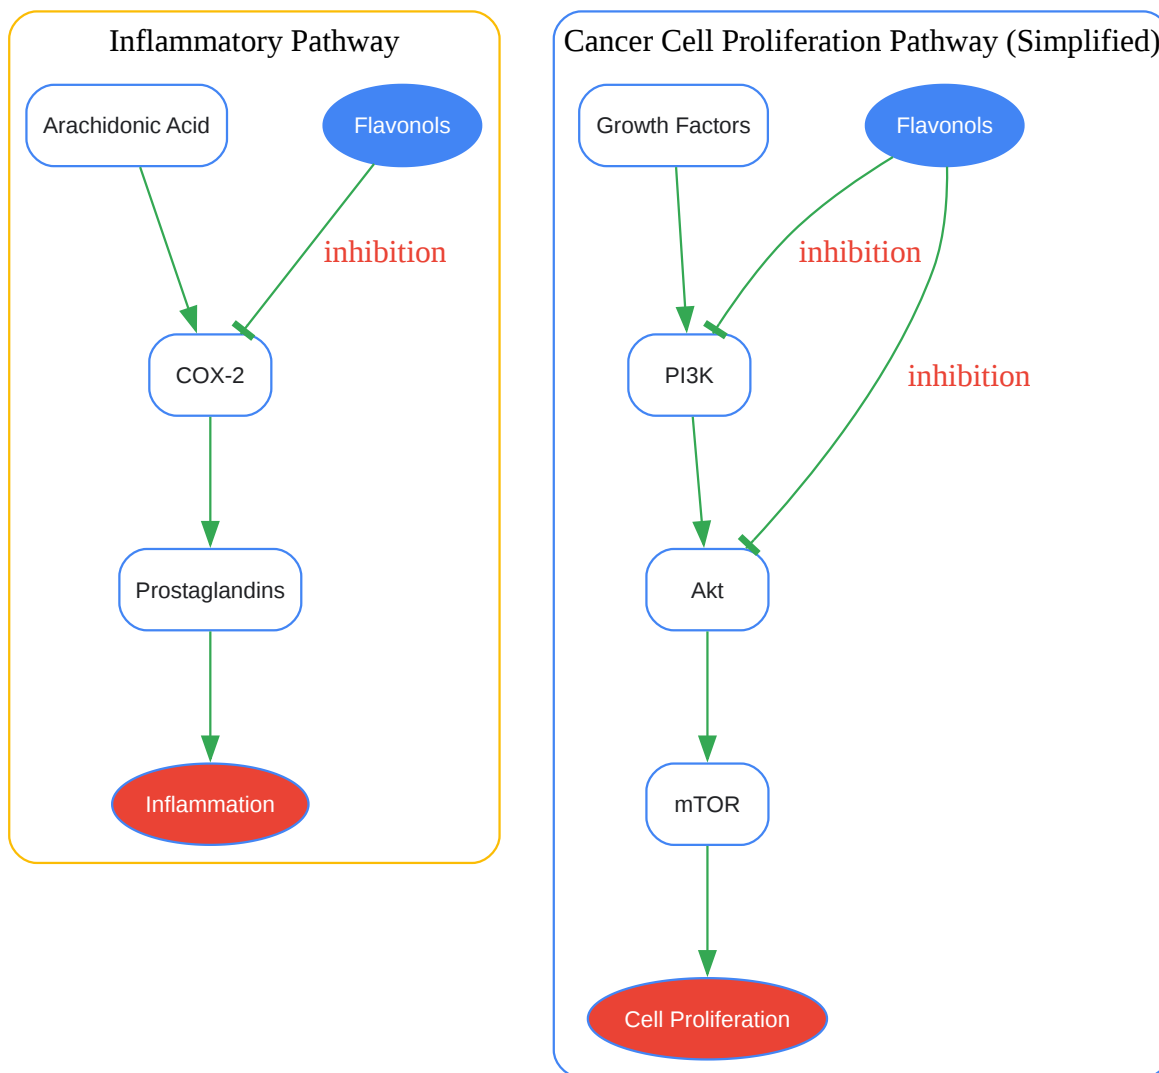 Inflammatory Pathway
Arachidonic Acid
Flavonols
inhibition
COX-2
Prostaglandins
Inflammation
Cancer Cell Proliferation Pathway (Simplified)
Growth Factors
Flavonols
inhibition
PI3K
inhibition
Akt
mTOR
Cell Proliferation